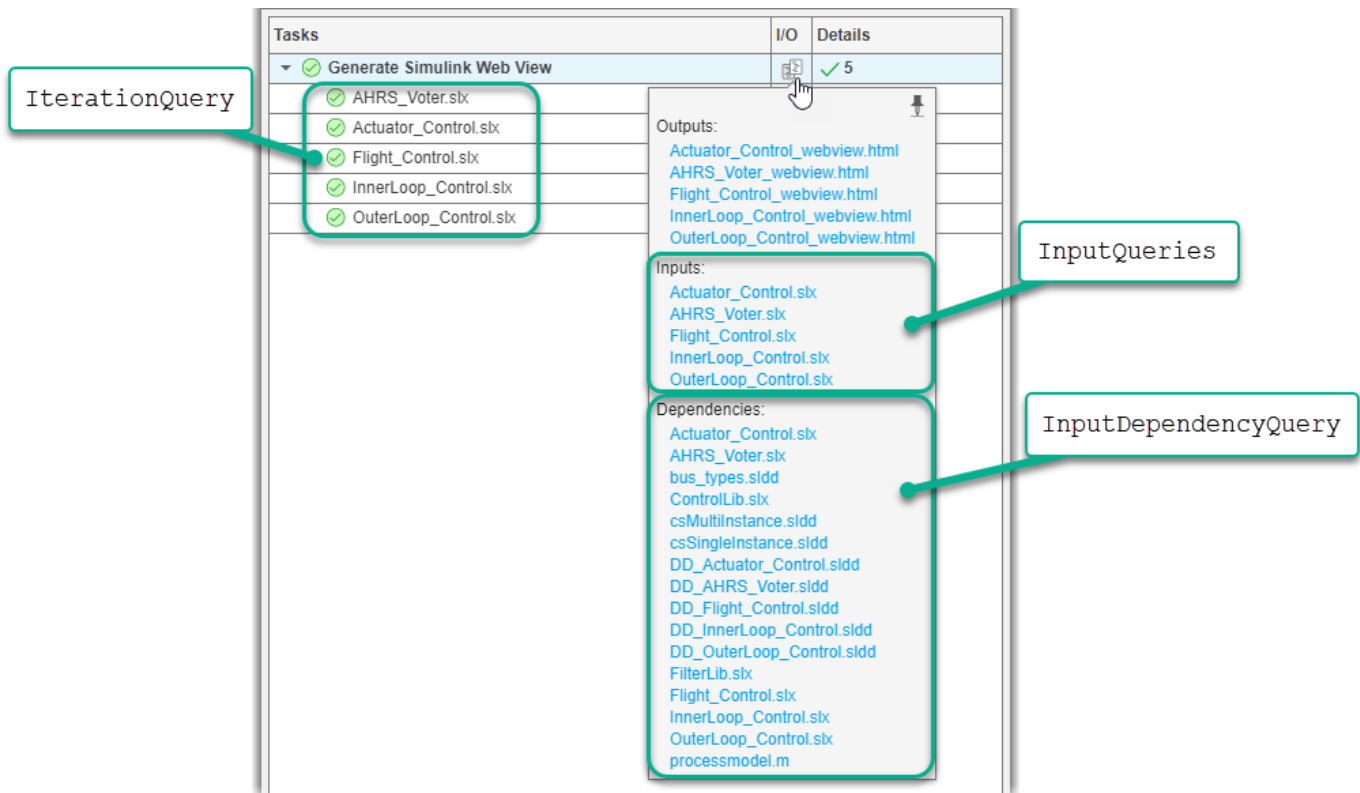 Tasks I/O Details
Generate Simulink Web View 5
IterationQuery
AHRS_Voter.slx
Actuator_Control.slx
Flight_Control.slx
InnerLoop_Control.slx
OuterLoop_Control.slx
Outputs:
Actuator_Control_webview.html
AHRS_Voter_webview.html
Flight_Control_webview.html
InnerLoop_Control_webview.html
OuterLoop_Control_webview.html
InputQueries
Inputs:
Actuator_Control.slx
AHRS_Voter.slx
Flight_Control.slx
InnerLoop_Control.slx
OuterLoop_Control.slx
InputDependencyQuery
Dependencies:
Actuator_Control.slx
AHRS_Voter.slx
bus_types.sldd
ControlLib.slx
csMultiInstance.sldd
csSingleInstance.sldd
DD_Actuator_Control.sldd
DD_AHRS_Voter.sldd
DD_Flight_Control.sldd
DD_InnerLoop_Control.sldd
DD_OuterLoop_Control.sldd
FilterLib.slx
Flight_Control.slx
InnerLoop_Control.slx
OuterLoop_Control.slx
processmodel.m